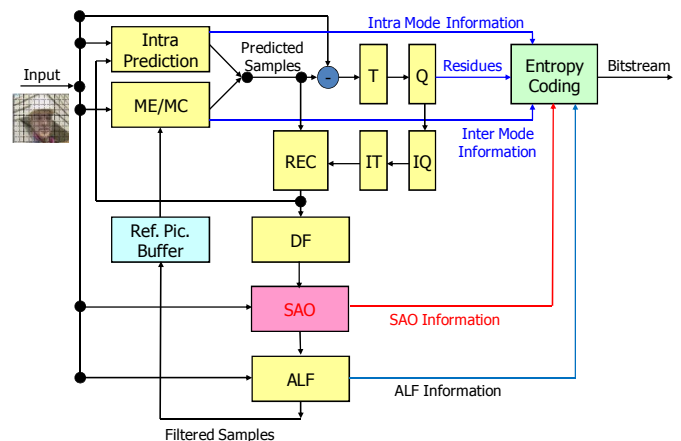 Intra Mode Information
Input
Intra
Prediction
Predicted
Samples
-
T
Q
Residues
Entropy
Coding
Bitstream
ME/MC
Inter Mode
Information
REC
IT
IQ
Ref. Pic.
Buffer
DF
SAO
SAO Information
ALF
ALF Information
Filtered Samples